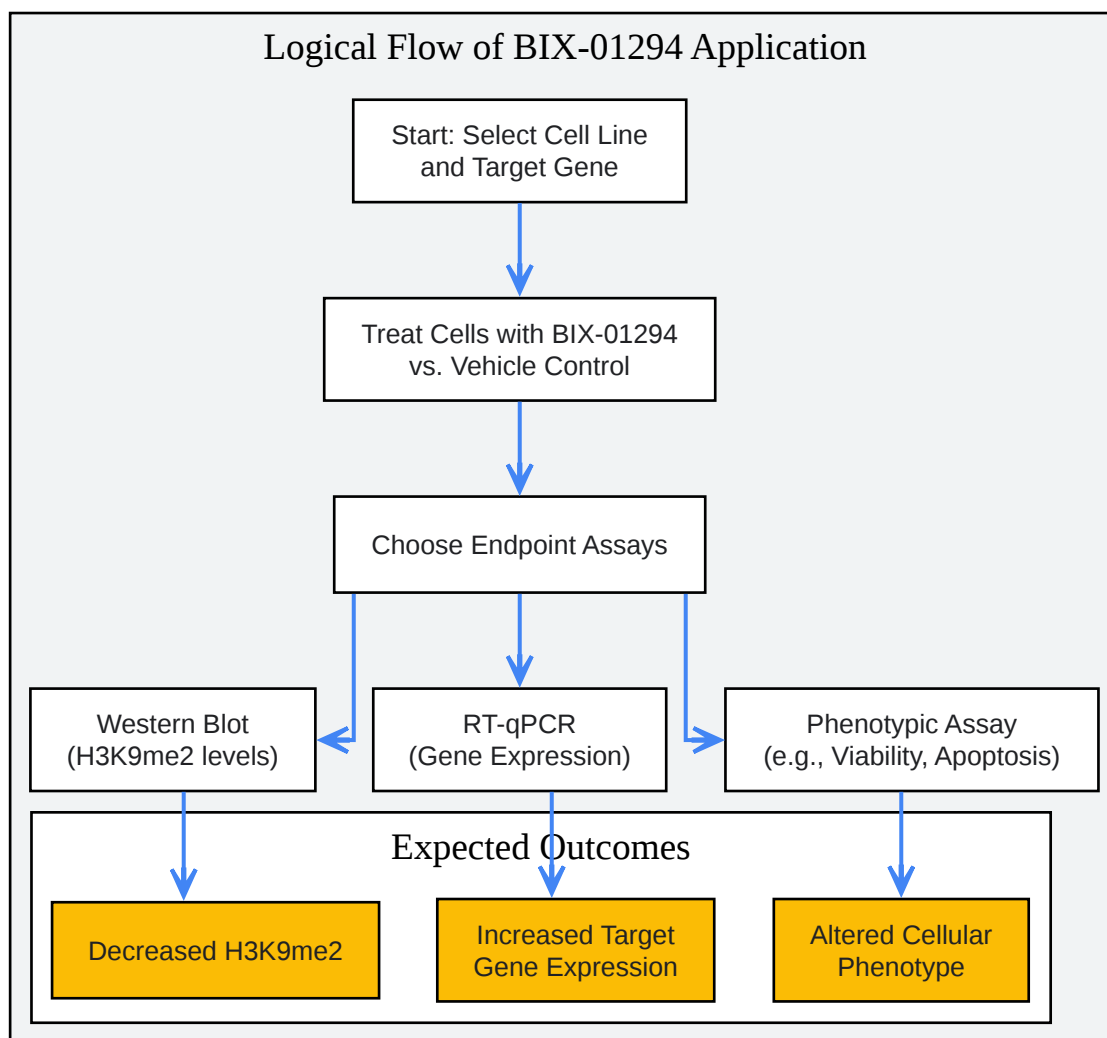 Logical Flow of BIX-01294 Application
Start: Select Cell Line
and Target Gene
Treat Cells with BIX-01294
vs. Vehicle Control
Choose Endpoint Assays
Western Blot
(H3K9me2 levels)
RT-qPCR
(Gene Expression)
Phenotypic Assay
(e.g., Viability, Apoptosis)
Expected Outcomes
Decreased H3K9me2
Increased Target
Gene Expression
Altered Cellular
Phenotype